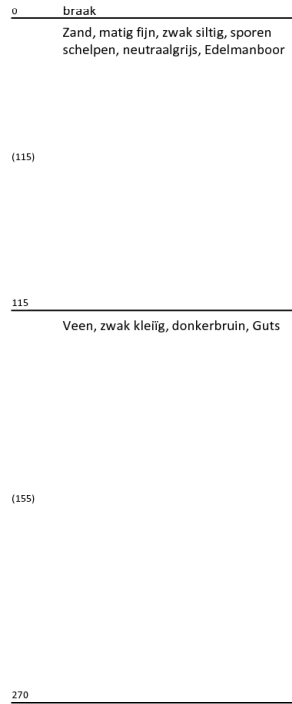 0 braak
Zand, matig fijn, zwak siltig, sporen
schelpen, neutraalgrijs, Edelmanboor
(115)
115
Veen, zwak kleiïg, donkerbruin, Guts
(155)
270